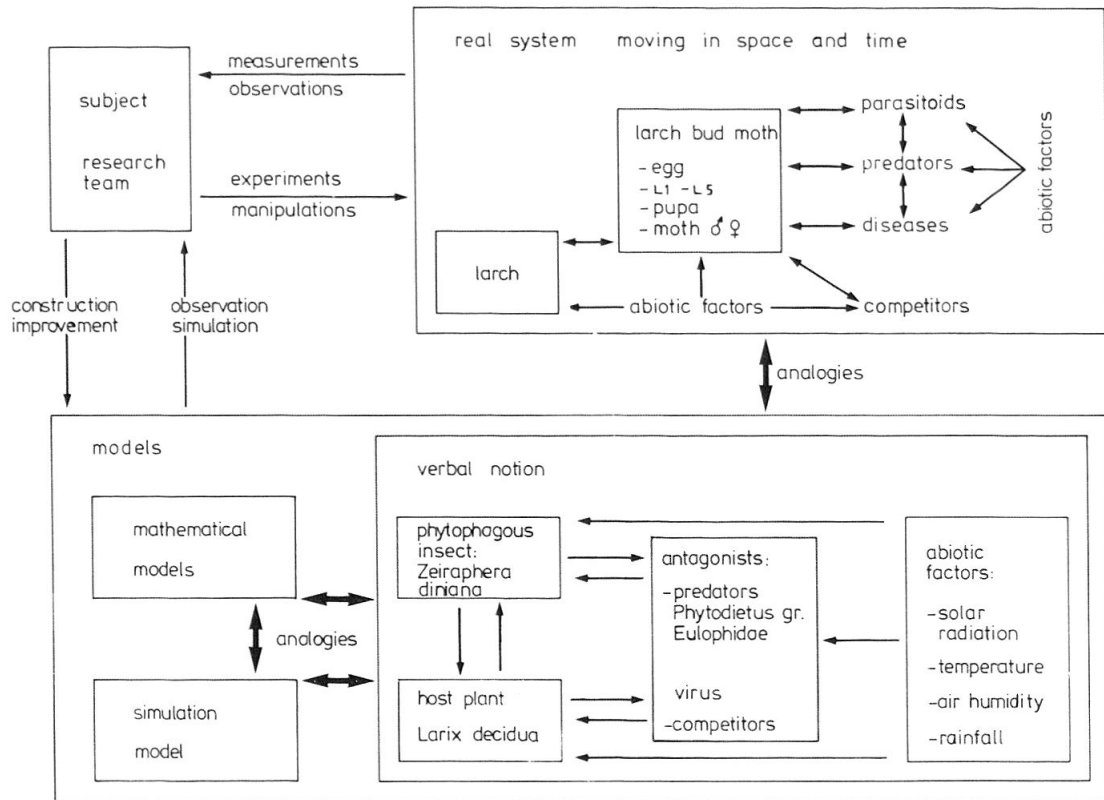 subject
research
team
measurements
observations
experiments
manipulations
construction
improvement
observation
simulation
real system moving in space and time
larch bud moth
- egg
- L1 - L5
- pupa
- moth ♂♀
larch
parasitoids
predators
diseases
abiotic factors
abiotic factors
competitors
analogies
models
mathematical
models
analogies
simulation
model
verbal notion
phytophagous
insect:
Zeiraphera
diniana
host plant
Larix decidua
antagonists:
-predators
Phytodietus gr.
Eulophidae
virus
-competitors
abiotic
factors:
-solar
radiation
-temperature
-air humidity
-rainfall